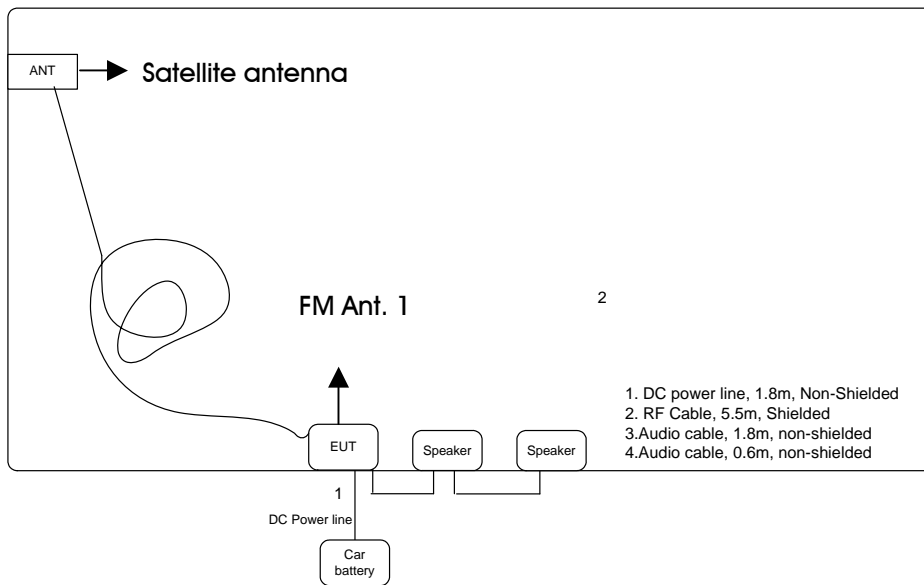 ANT
Satellite antenna
FM Ant. 1
2
1. DC power line, 1.8m, Non-Shielded
2. RF Cable, 5.5m, Shielded
3.Audio cable, 1.8m, non-shielded
4.Audio cable, 0.6m, non-shielded
EUT
Speaker
Speaker
1
DC Power line
Car
battery